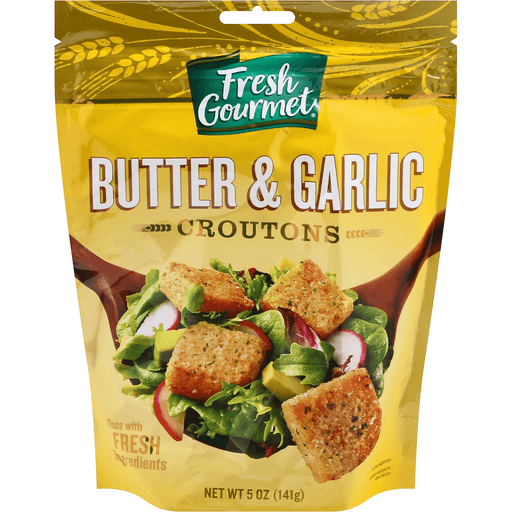 Fresh
Gourmet®
BUTTER & GARLIC
CROUTONS
Toss with
FRESH
Ingredients
NET WT 5 OZ (141g)